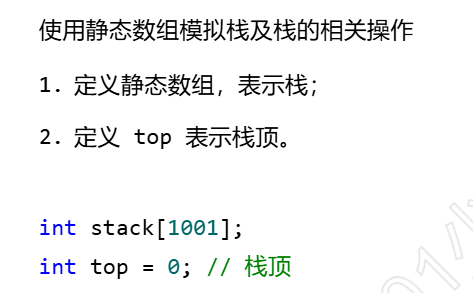 使用静态数组模拟栈及栈的相关操作
1. 定义静态数组，表示栈；
2. 定义 top 表示栈顶。
int stack[1001];
int top = 0; // 栈顶